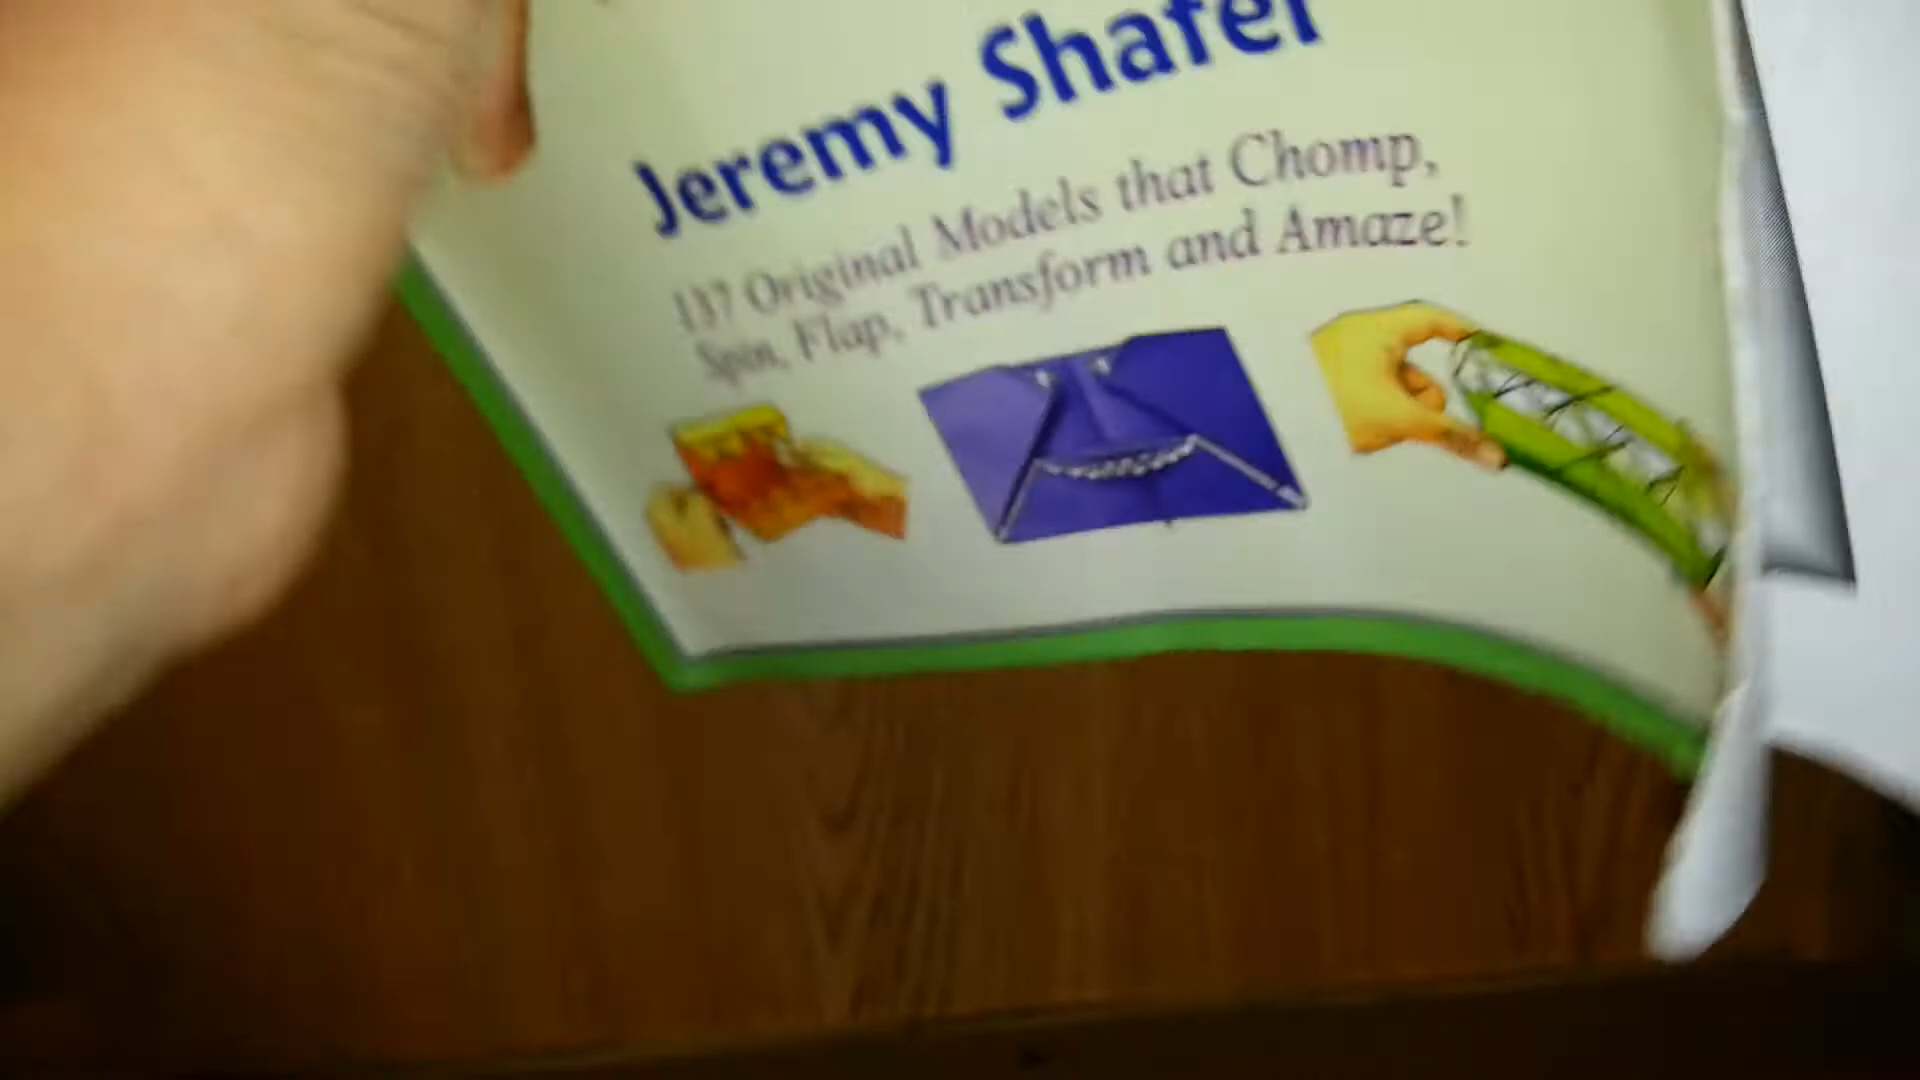 Jeremy Shafer
137 Original Models that Chomp,
Spin, Flap, Transform and Amaze!